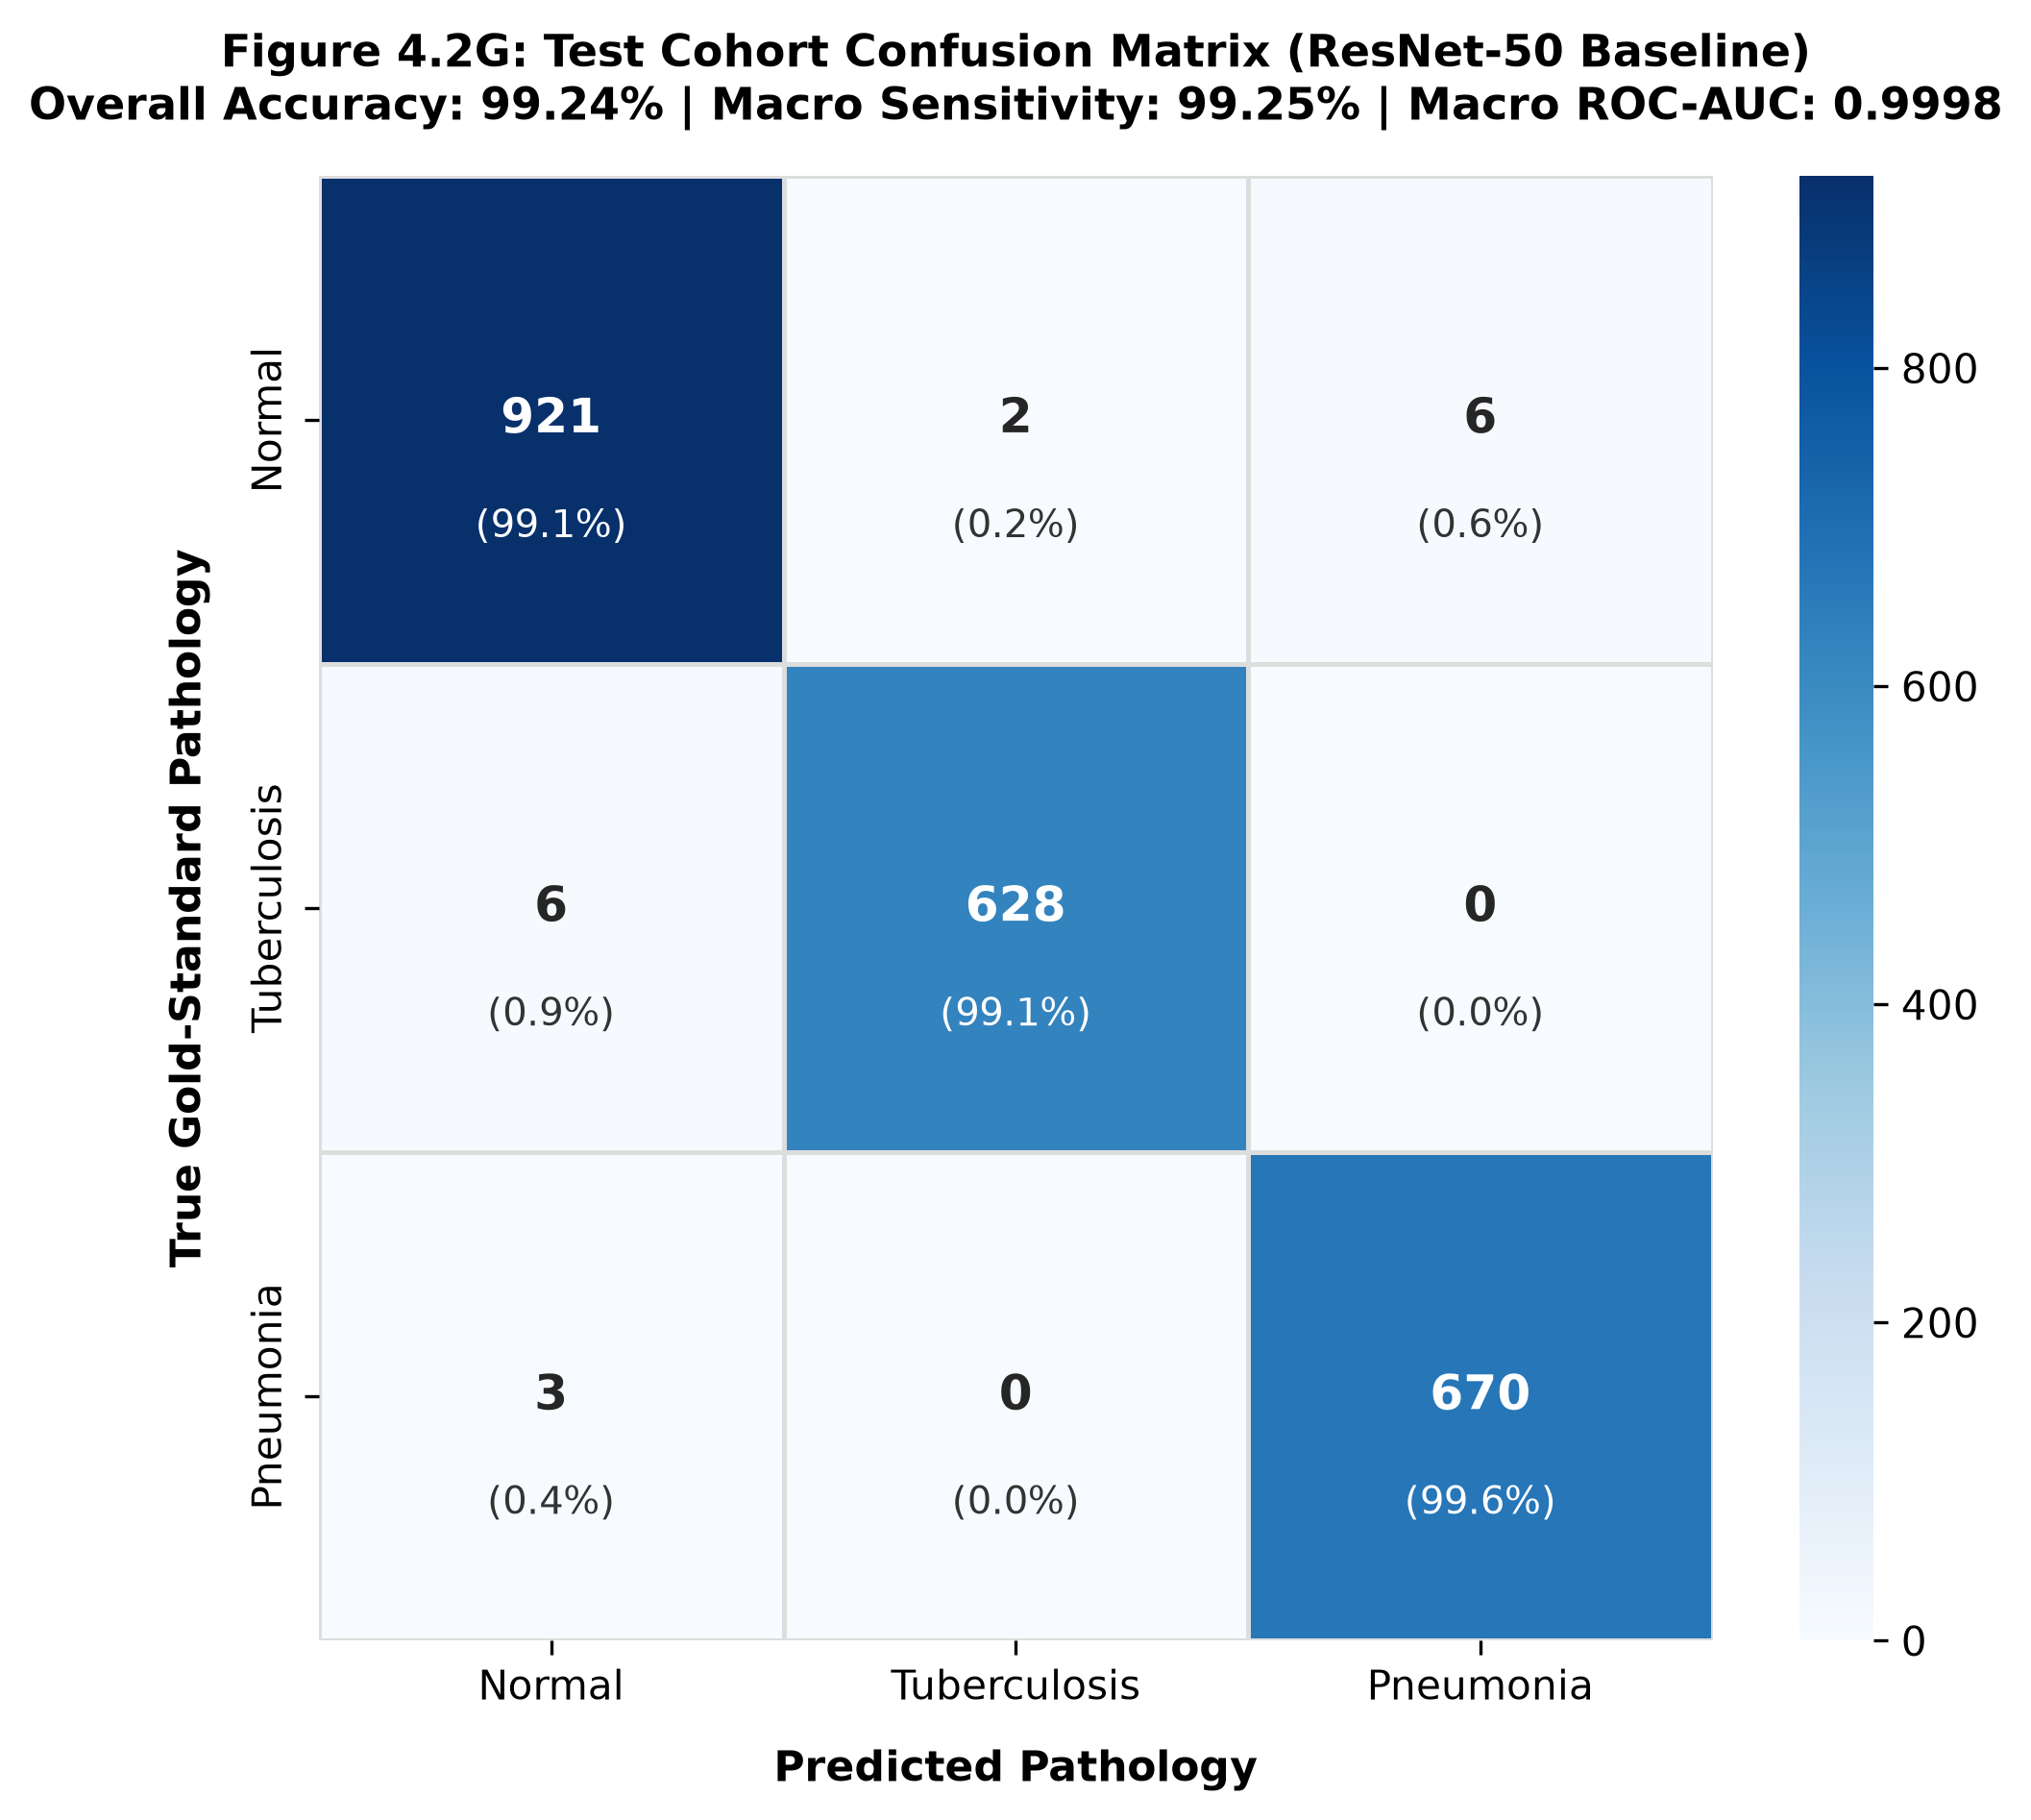 Figure 4.2G: Test Cohort Confusion Matrix (ResNet-50 Baseline)
Overall Accuracy: 99.24% | Macro Sensitivity: 99.25% | Macro ROC-AUC: 0.9998
True Gold-Standard Pathology
Normal
921
2
6
(99.1%)
(0.2%)
(0.6%)
Tuberculosis
6
628
0
(0.9%)
(99.1%)
(0.0%)
Pneumonia
3
0
670
(0.4%)
(0.0%)
(99.6%)
Normal
Tuberculosis
Pneumonia
Predicted Pathology
800
600
400
200
0